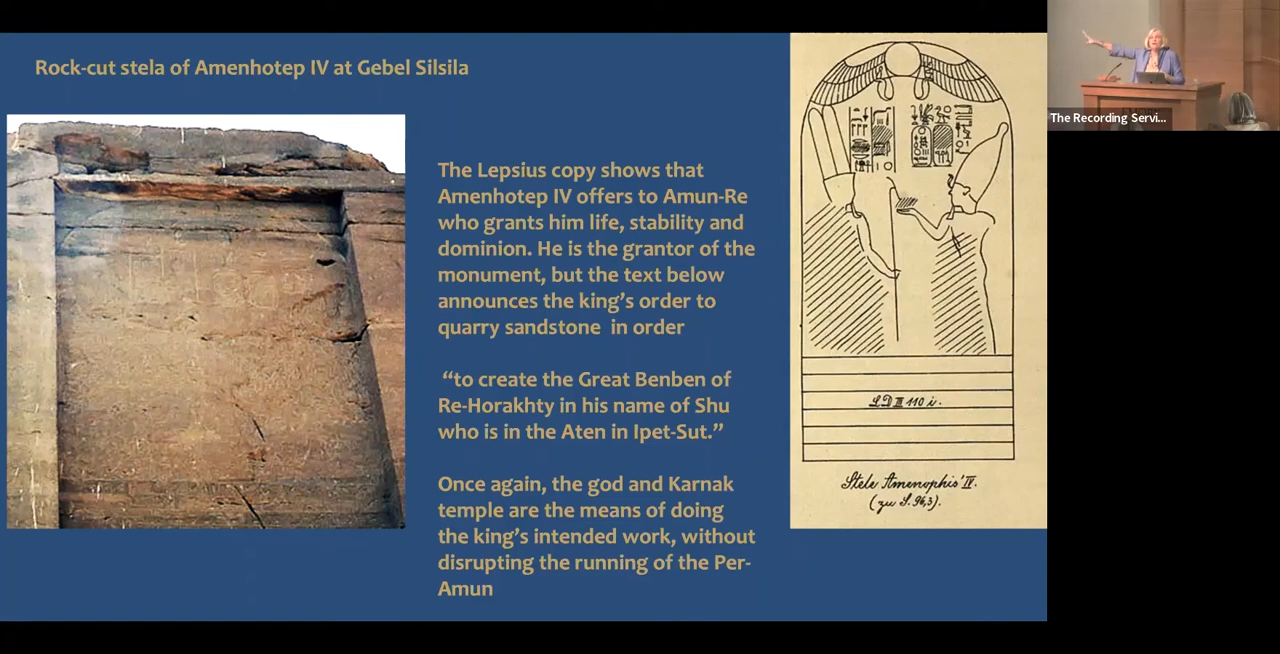 Rock-cut stela of Amenhotep IV at Gebel Silsila
The Lepsius copy shows that
Amenhotep IV offers to Amun-Re
who grants him life, stability and
dominion. He is the grantor of the
monument, but the text below
announces the king’s order to
quarry sandstone in order
“to create the Great Benben of
Re-Horakhty in his name of Shu
who is in the Aten in Ipet-Sut.”
Once again, the god and Karnak
temple are the means of doing
the king’s intended work, without
disrupting the running of the Per-
Amun
LD III 110 i.
Stele Amenophis' IV.
(zu S. 96,3).
The Recording Servi...